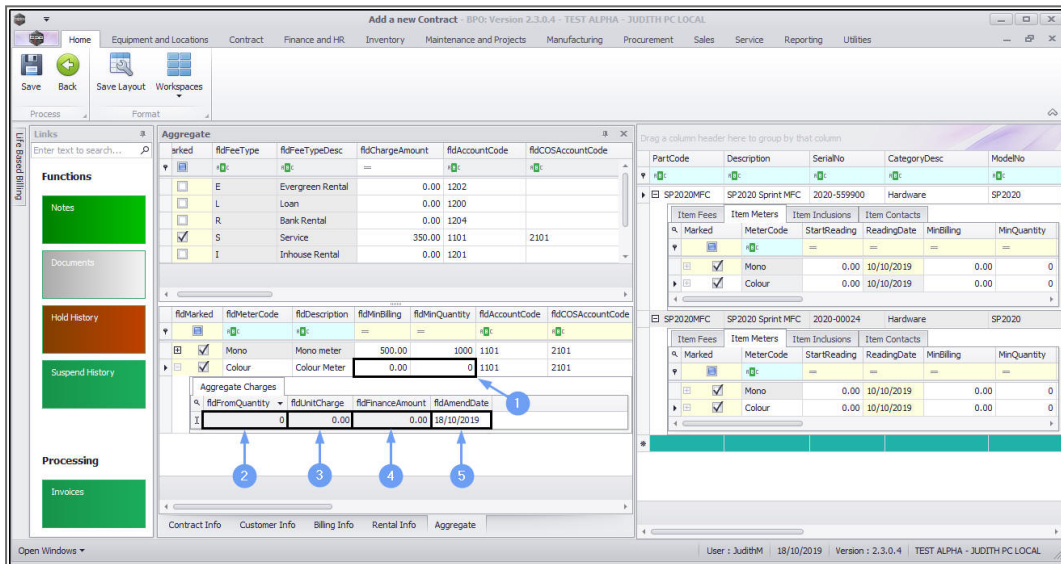 Add a new Contract - BPO: Version 2.3.0.4 - TEST ALPHA - JUDITH PC LOCAL
Home Equipment and Locations Contract Finance and HR Inventory Maintenance and Projects Manufacturing Procurement Sales Service Reporting Utilities
Save Back Save Layout Workspaces
Process Format
Life Based Billing
Links
Enter text to search...
Functions
Notes
Documents
Hold History
Suspend History
Processing
Invoices
Aggregate
arked fldFeeType fldFeeTypeDesc fldChargeAmount fldAccountCode fldCOSAccountCode
E Evergreen Rental 0.00 1202
L Loan 0.00 1200
R Bank Rental 0.00 1204
S Service 350.00 1101 2101
I Inhouse Rental 0.00 1201
fldMarked fldMeterCode fldDescription fldMinBilling fldMinQuantity fldAccountCode fldCOSAccountCode
Mono Mono meter 500.00 1000 1101 2101
Colour Colour Meter 0.00 0 1101 2101
Aggregate Charges
1
fldFromQuantity fldUnitCharge fldFinanceAmount fldAmendDate
0 0.00 0.00 18/10/2019
2 3 4 5
Contract Info Customer Info Billing Info Rental Info Aggregate
Drag a column header here to group by that column
PartCode Description SerialNo CategoryDesc ModelNo
SP2020MFC SP2020 Sprint MFC 2020-559900 Hardware SP2020
Item Fees Item Meters Item Inclusions Item Contacts
Marked MeterCode StartReading ReadingDate MinBilling MinQuantity
Mono 0.00 10/10/2019 0.00 0
Colour 0.00 10/10/2019 0.00 0
SP2020MFC SP2020 Sprint MFC 2020-00024 Hardware SP2020
Item Fees Item Meters Item Inclusions Item Contacts
Marked MeterCode StartReading ReadingDate MinBilling MinQuantity
Mono 0.00 10/10/2019 0.00 0
Colour 0.00 10/10/2019 0.00 0
Open Windows User : JudithM 18/10/2019 Version : 2.3.0.4 TEST ALPHA - JUDITH PC LOCAL